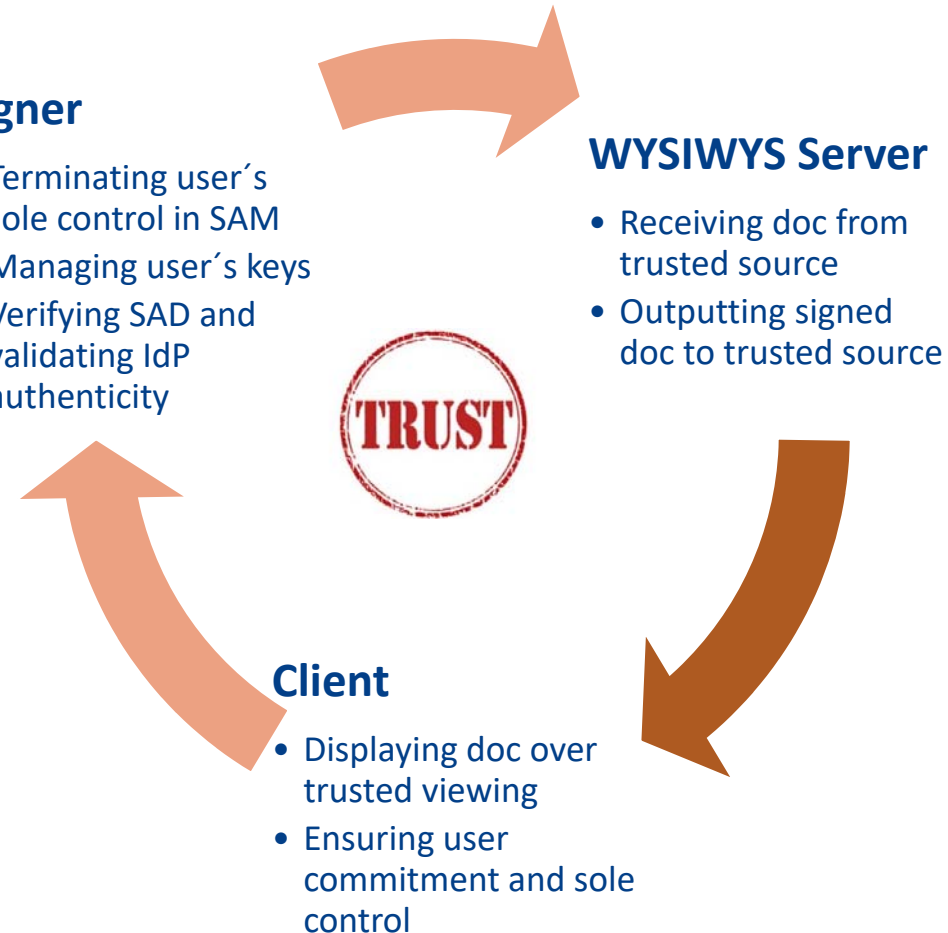 gner
Terminating user´s
sole control in SAM
Managing user´s keys
Verifying SAD and
validating IdP
authenticity
WYSIWYS Server
• Receiving doc from
trusted source
• Outputting signed
doc to trusted source
TRUST
Client
• Displaying doc over
trusted viewing
• Ensuring user
commitment and sole
control